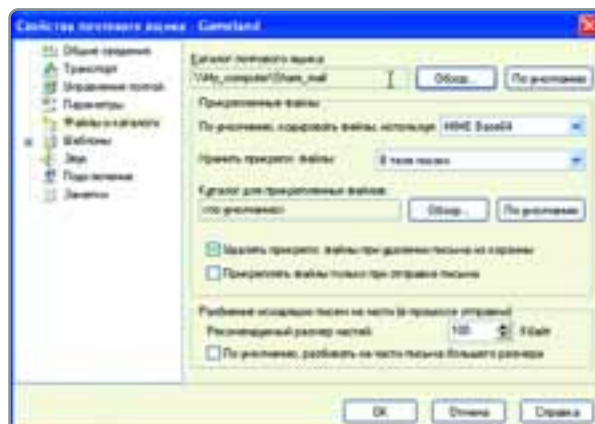 Свойства почтового ящика - Gameland
Общие сведения
Транспорт
Управление почтой
Параметры
Файлы и каталоги
Шаблоны
Звук
Подключение
Заметки
Каталог почтового ящика
\\My_computer\Share_mail
Обзор...
По умолчанию
Прикрепленные файлы
По умолчанию, кодировать файлы, используя
MIME Base64
Хранить прикрепл. файлы
В теле письма
Каталог для прикрепленных файлов
<по умолчанию>
Обзор...
По умолчанию
Удалять прикрепл. файлы при удалении письма из корзины
Прикреплять файлы только при отправке письма
Разбиение исходящих писем на части (в процессе отправки)
Рекомендуемый размер частей
100
Кбайт
По умолчанию, разбивать на части письма большего размера
OK
Отмена
Справка